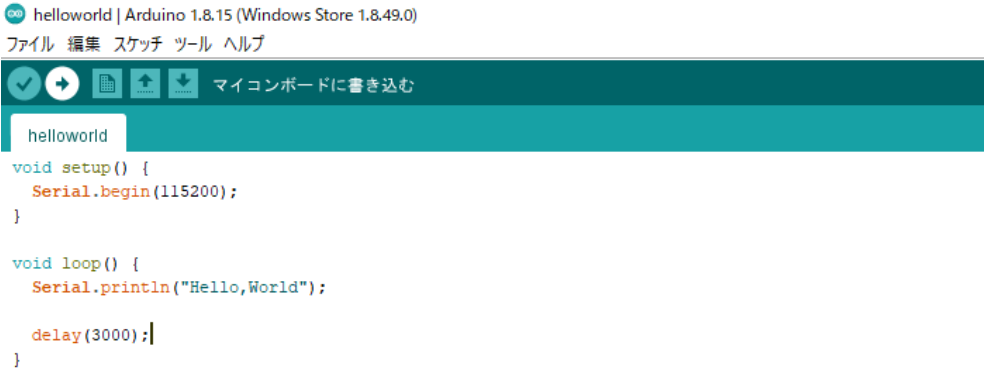 helloworld | Arduino 1.8.15 (Windows Store 1.8.49.0)
ファイル 編集 スケッチ ツール ヘルプ
マイコンボードに書き込む
helloworld
void setup() {
  Serial.begin(115200);
}
void loop() {
  Serial.println("Hello,World");
  delay(3000);
}